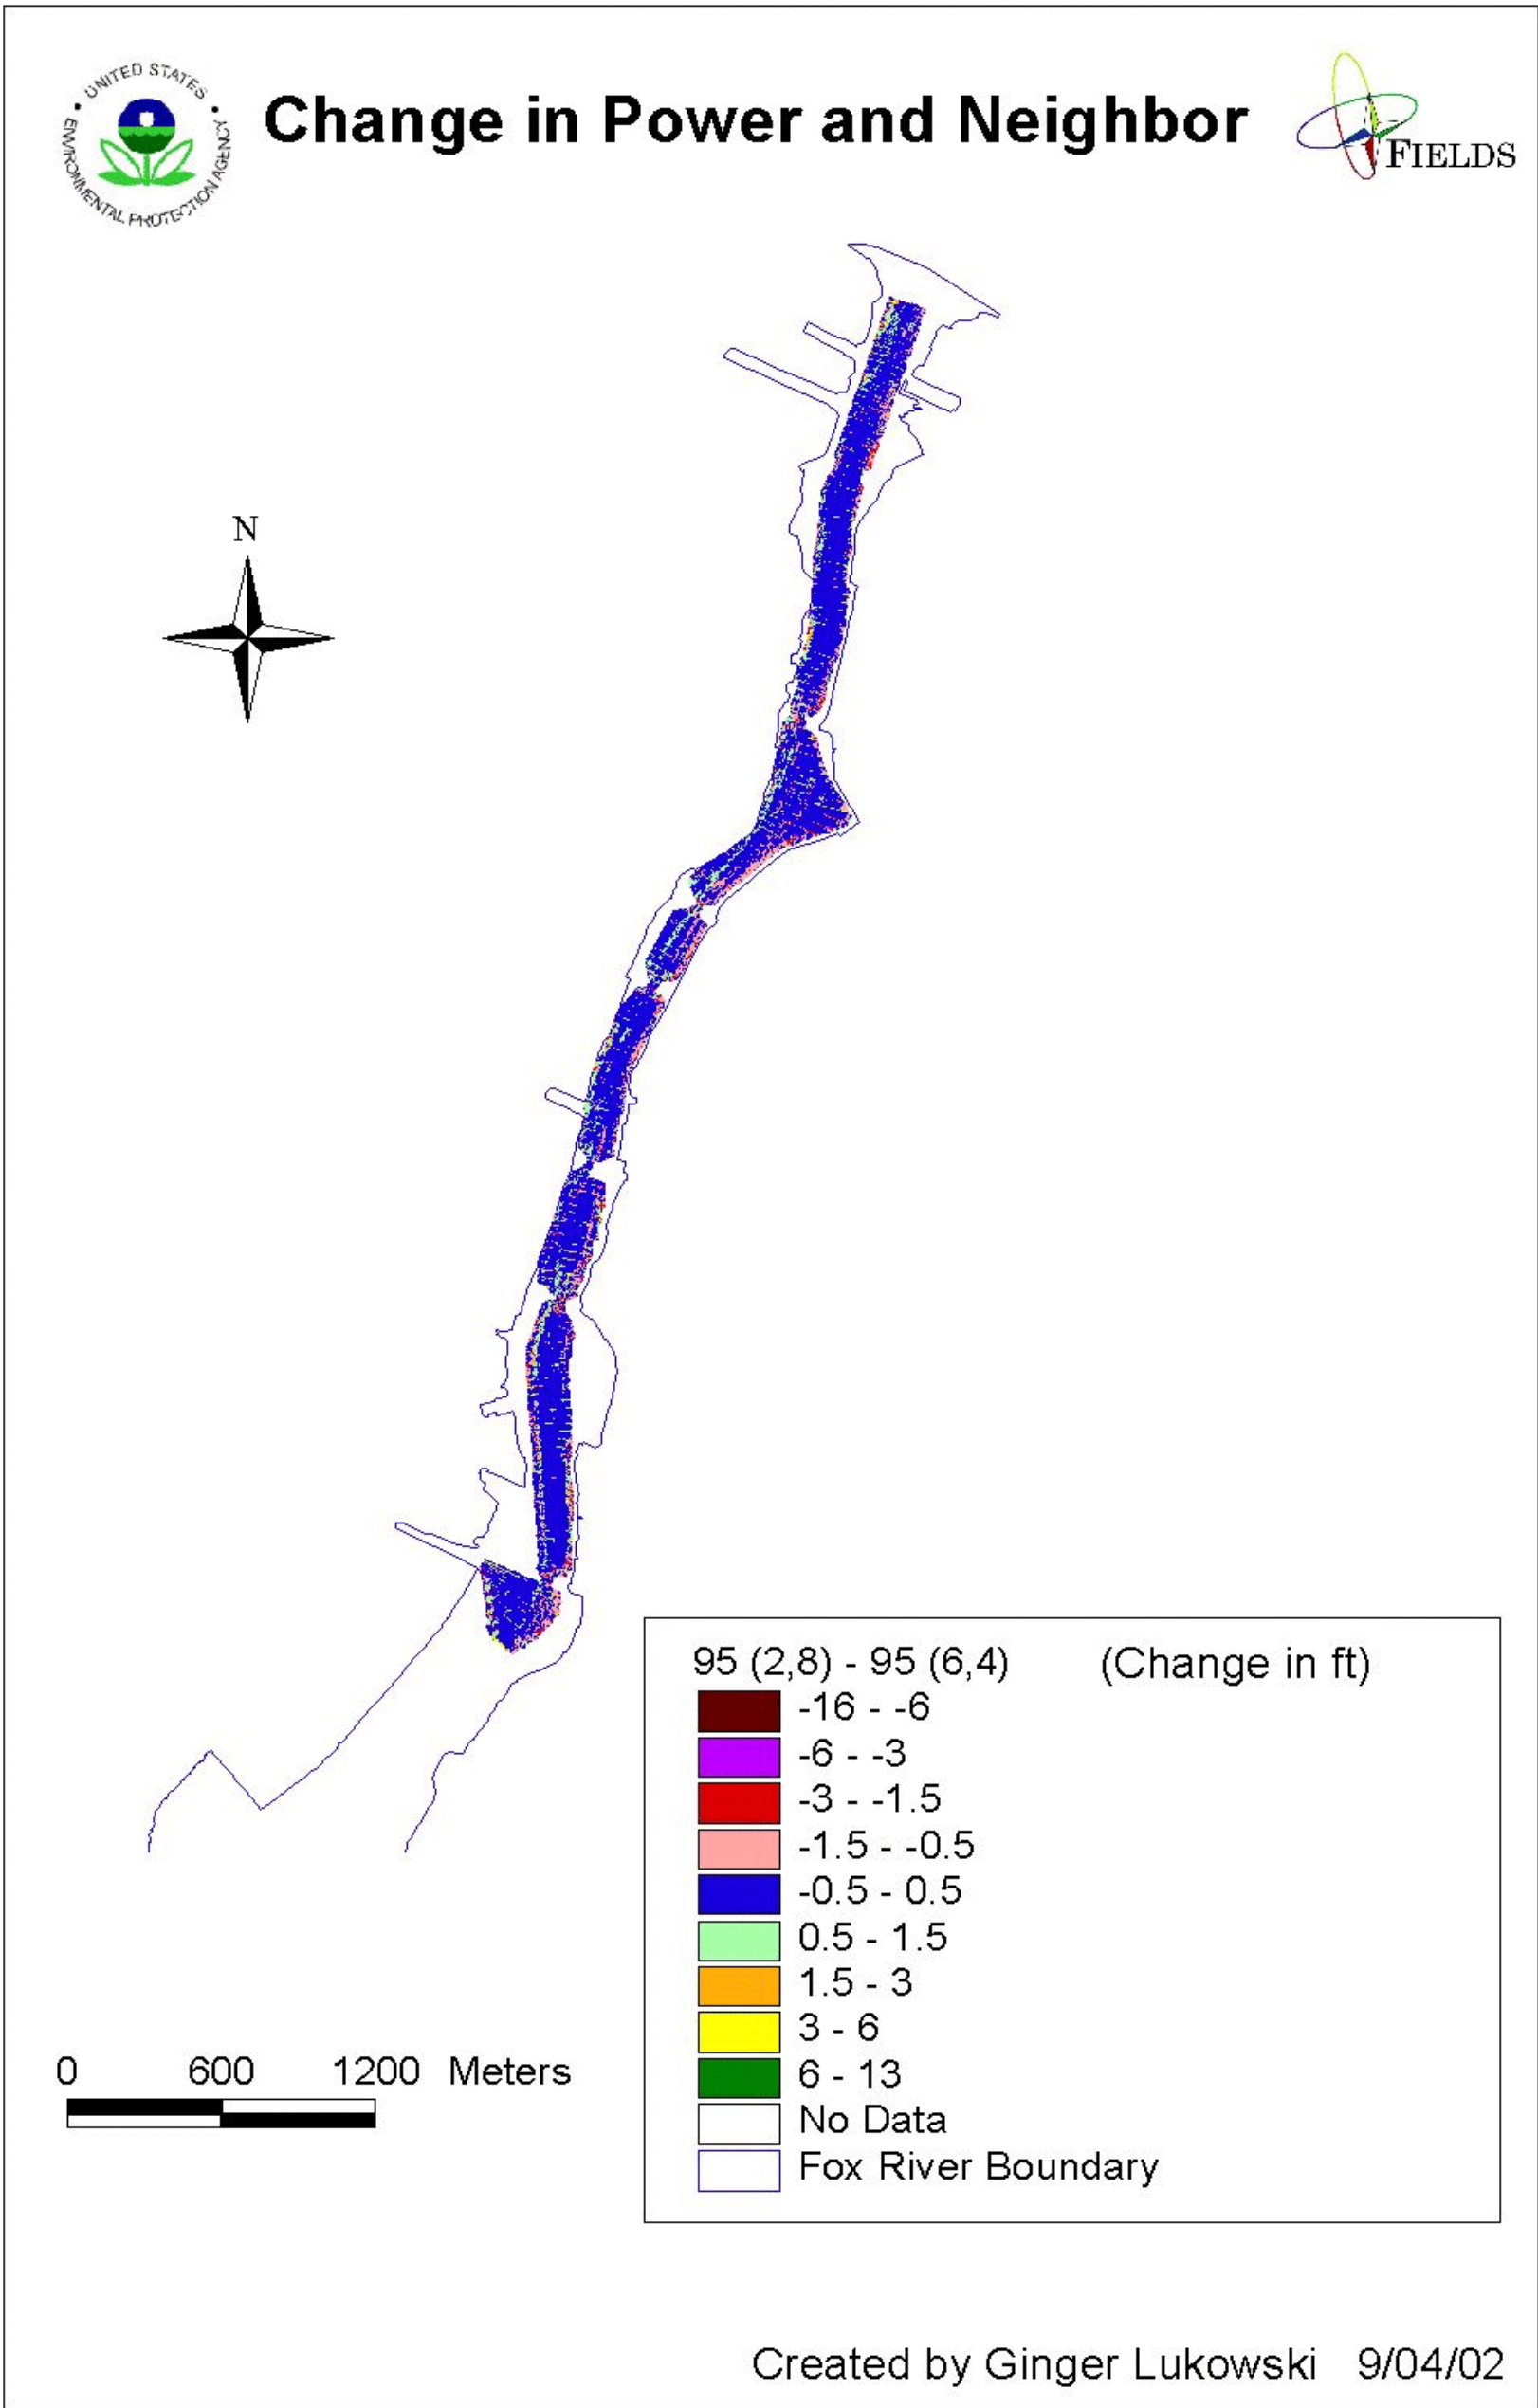 UNITED STATES
ENVIRONMENTAL PROTECTION AGENCY
Change in Power and Neighbor
FIELDS
N
95 (2,8) - 95 (6,4) (Change in ft)
-16 - -6
-6 - -3
-3 - -1.5
-1.5 - -0.5
-0.5 - 0.5
0.5 - 1.5
1.5 - 3
3 - 6
6 - 13
No Data
Fox River Boundary
0 600 1200 Meters
Created by Ginger Lukowski 9/04/02